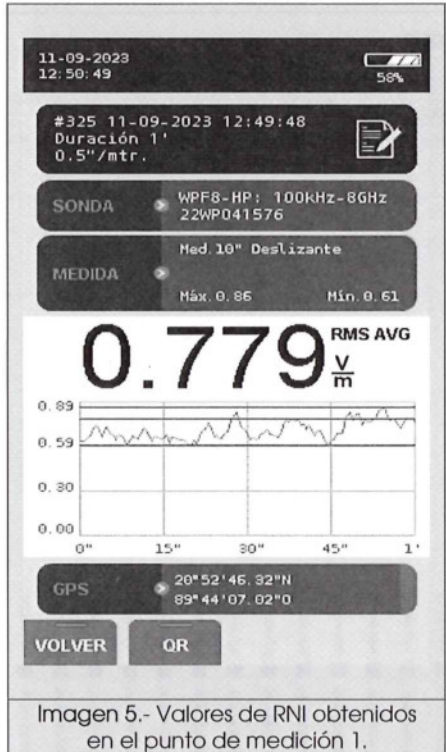 11-09-2023
12:50:49
58%
#325 11-09-2023 12:49:48
Duración 1'
0.5"/mtr.
SONDA
WPF8-HP: 100kHz-8GHz
22WP041576
MEDIDA
Med.10" Deslizante
Máx.0.86 Mín.0.61
0.779 RMS AVG
V/m
0.89
0.59
0.30
0.00
0" 15" 30" 45" 1'
GPS
20°52'46.32"N
89°44'07.02"O
VOLVER QR
Imagen 5.- Valores de RNI obtenidos
en el punto de medición 1.